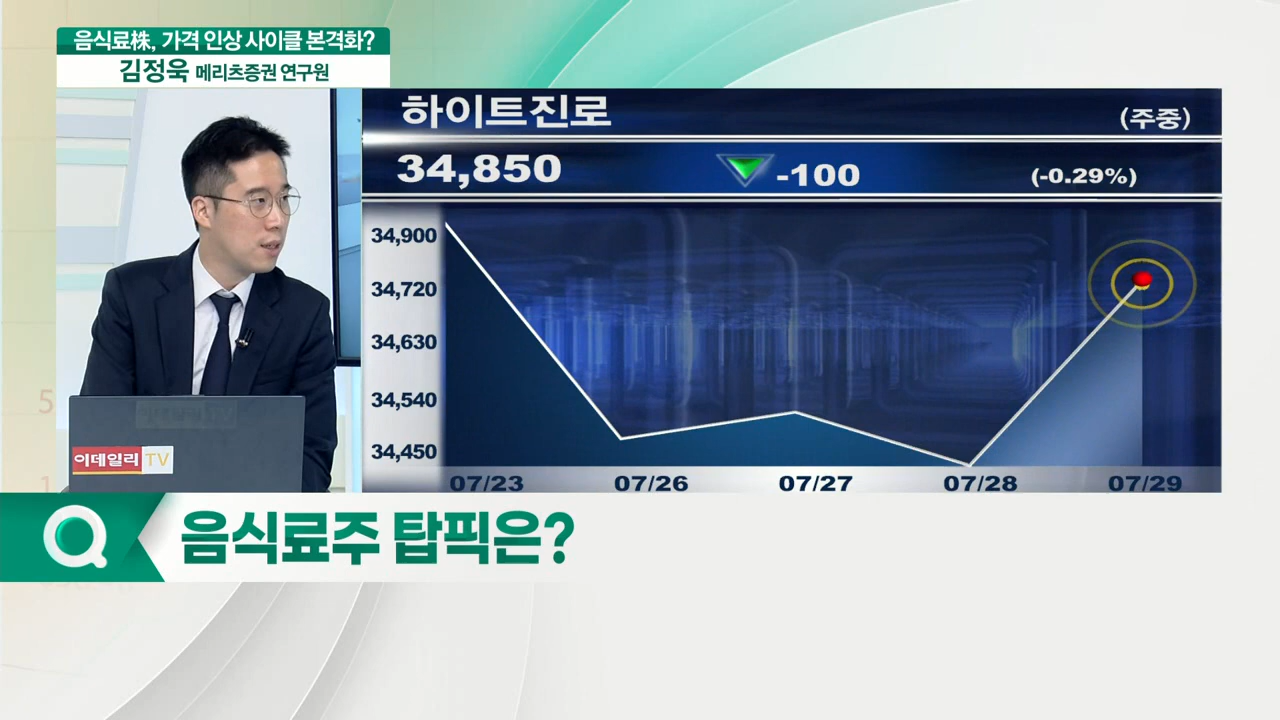 음식료株, 가격 인상 사이클 본격화?
김정욱 메리츠증권 연구원
하이트진로 (주중)
34,850 -100 (-0.29%)
34,900
34,720
34,630
34,540
34,450
07/23 07/26 07/27 07/28 07/29
이데일리 TV
Q 음식료주 탑픽은?